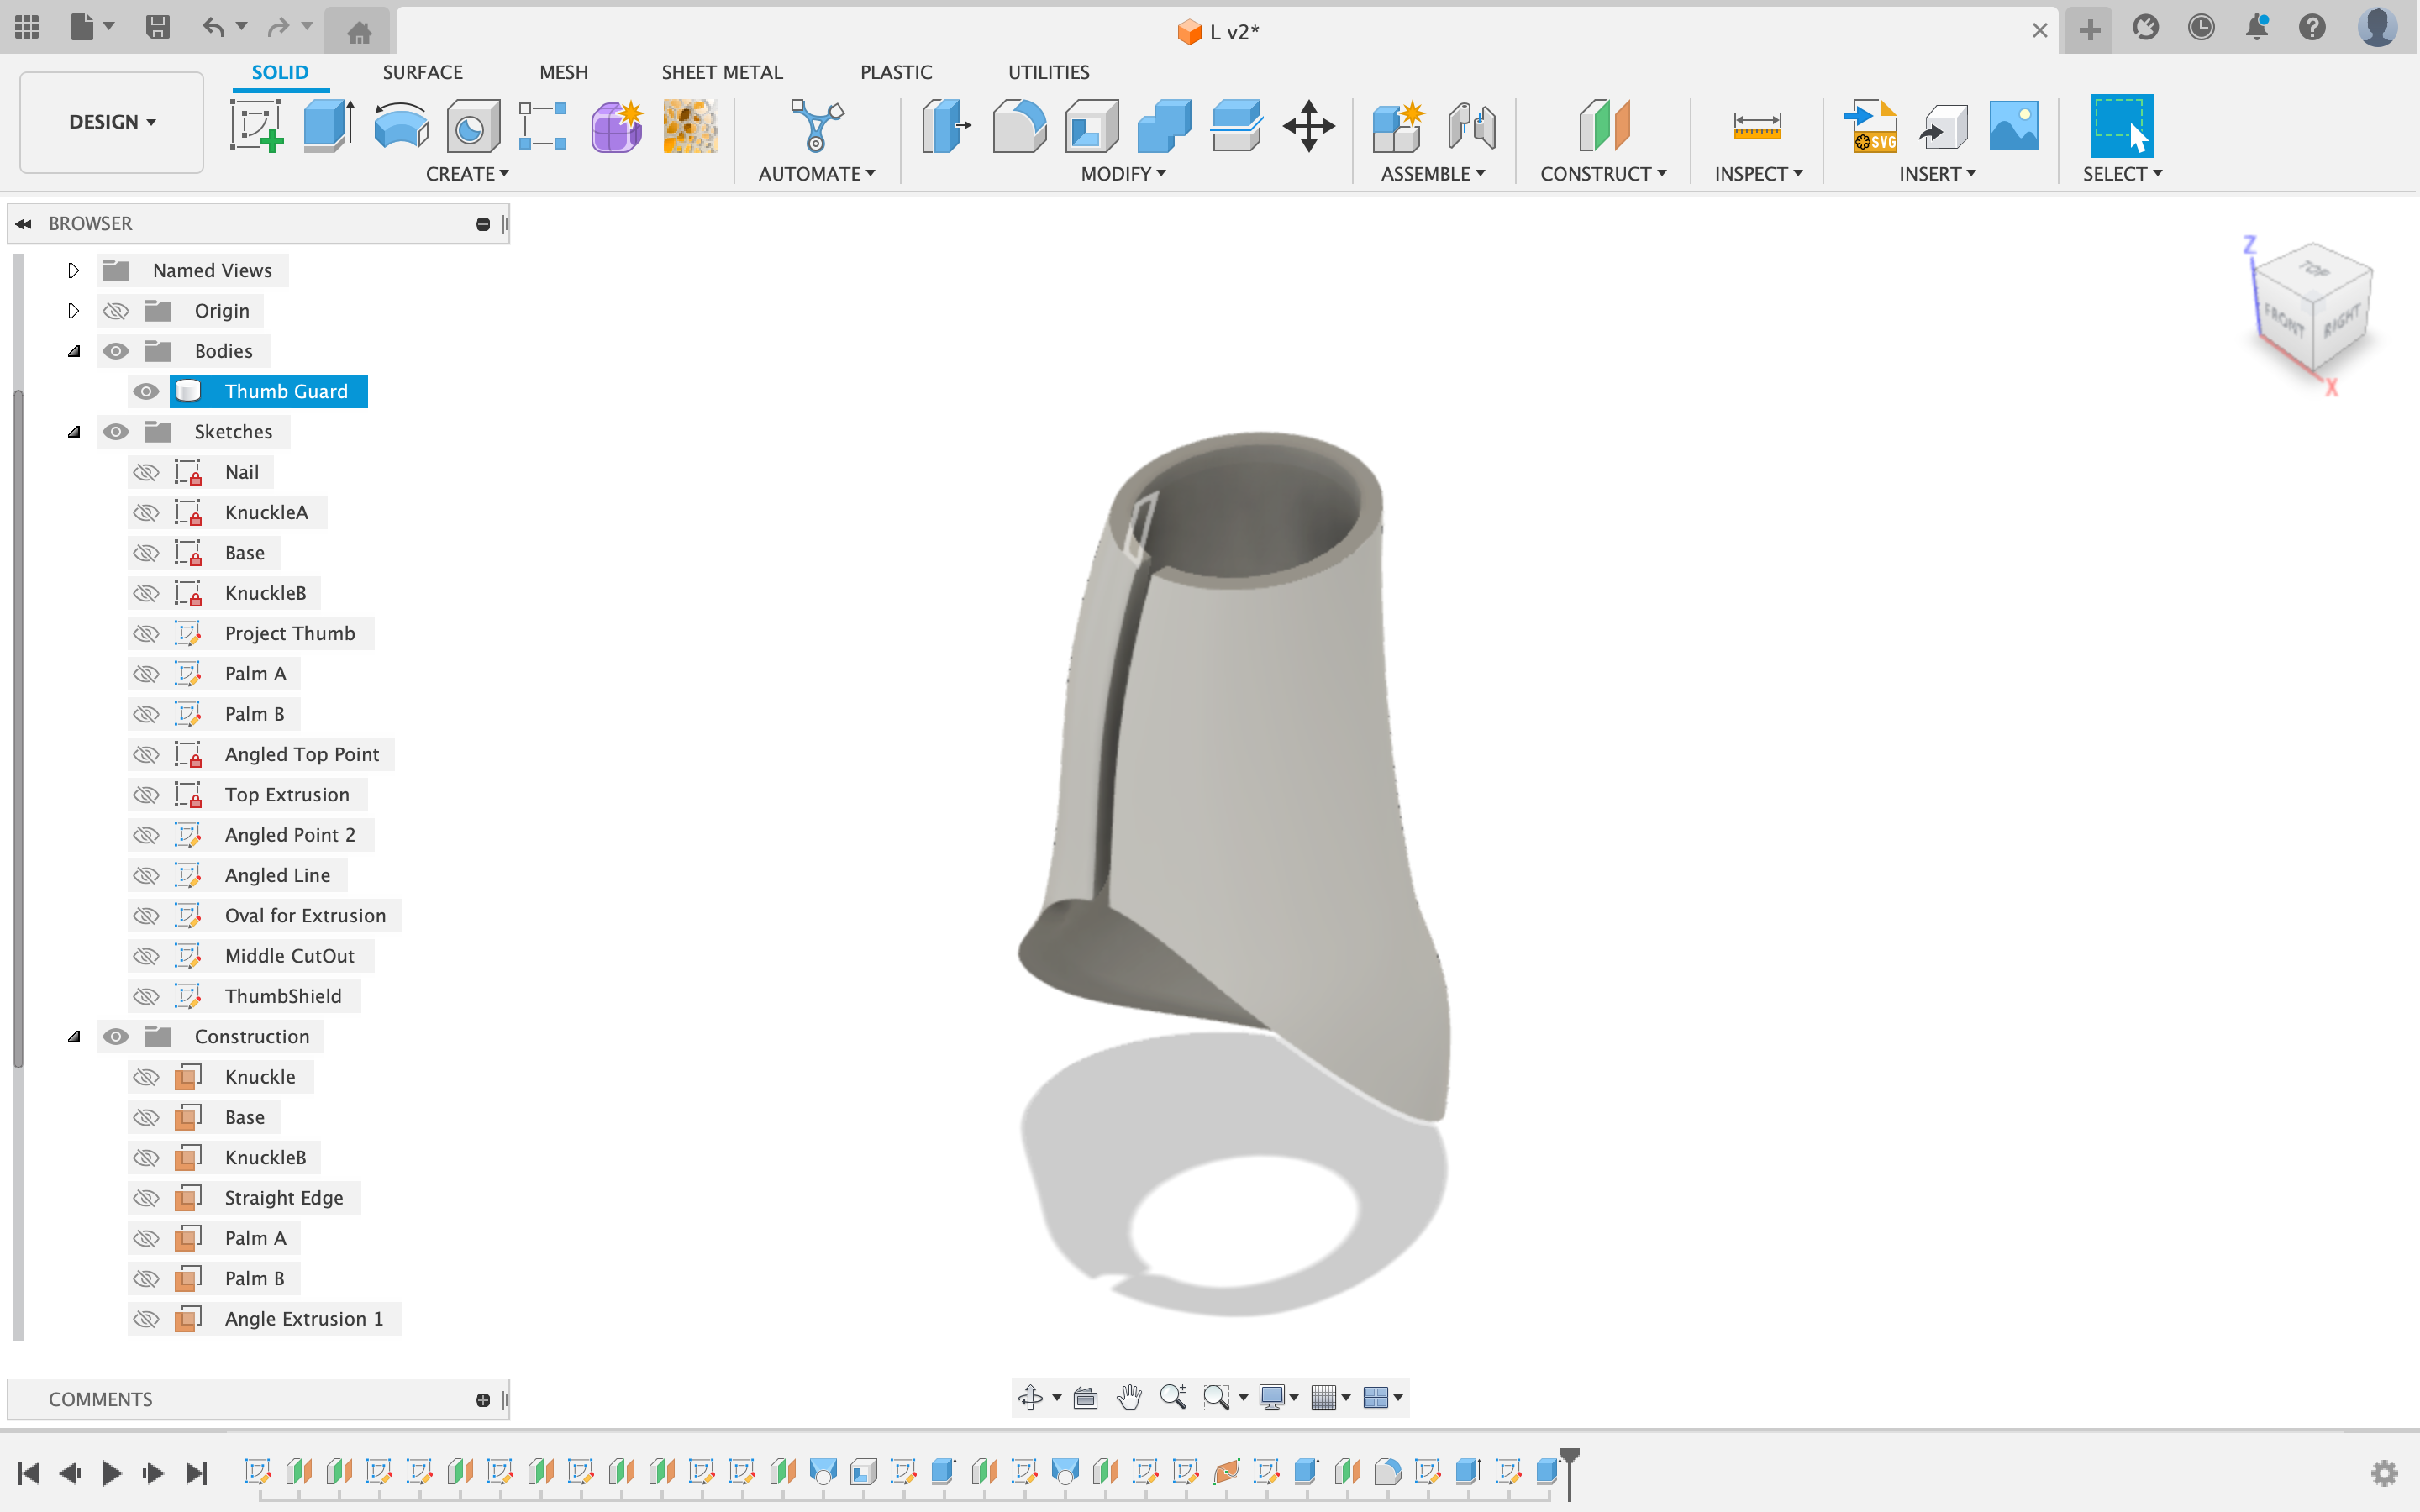 L v2*
SOLID
SURFACE
MESH
SHEET METAL
PLASTIC
UTILITIES
DESIGN
SVG
CREATE
AUTOMATE
MODIFY
ASSEMBLE
CONSTRUCT
INSPECT
INSERT
SELECT
BROWSER
Named Views
Origin
Bodies
Thumb Guard
Sketches
Nail
KnuckleA
Base
KnuckleB
Project Thumb
Palm A
Palm B
Angled Top Point
Top Extrusion
Angled Point 2
Angled Line
Oval for Extrusion
Middle CutOut
ThumbShield
Construction
Knuckle
Base
KnuckleB
Straight Edge
Palm A
Palm B
Angle Extrusion 1
Z
TOP
FRONT
RIGHT
X
COMMENTS